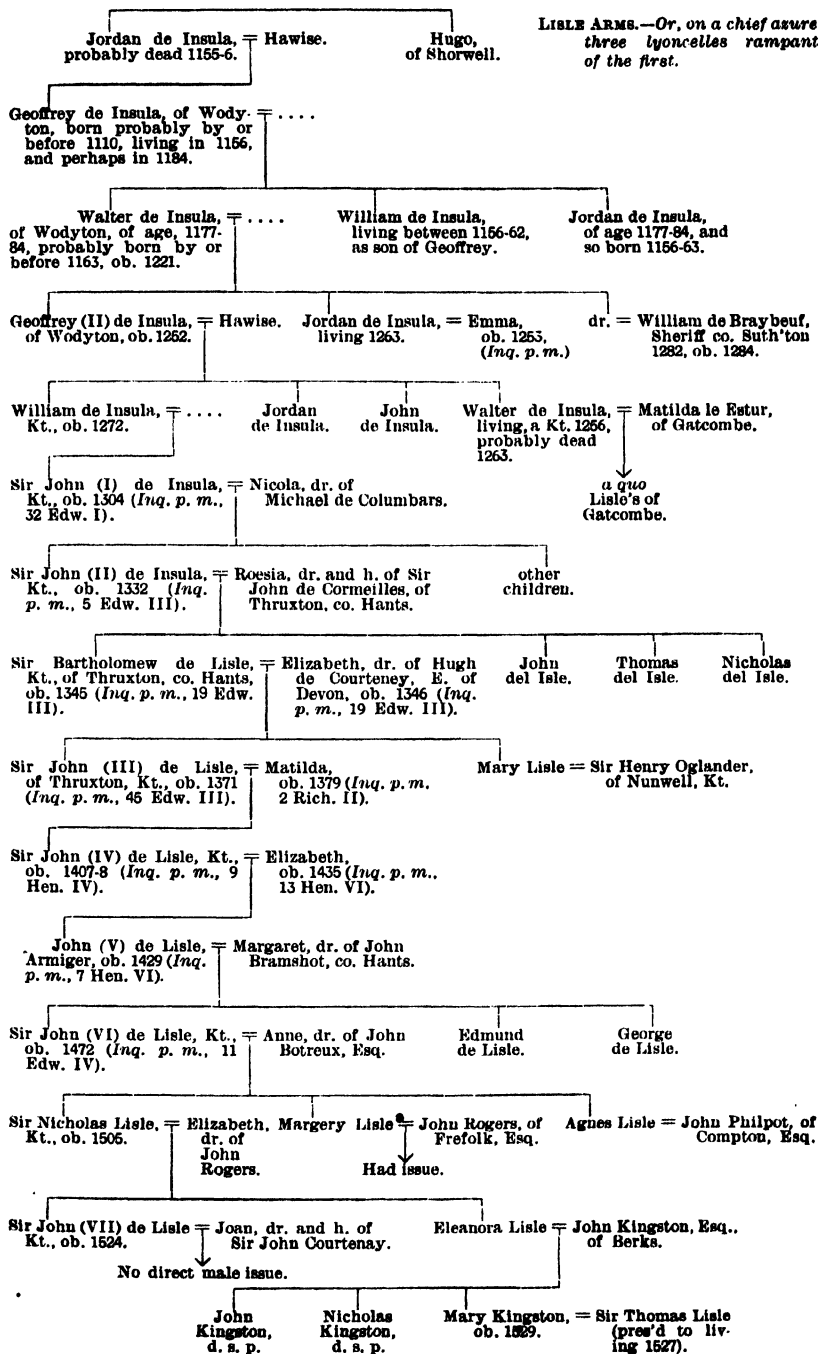 LISLE ARMS.—Or, on a chief azure
three lyoncelles rampant
of the first.
Jordan de Insula, = Hawise. Hugo,
probably dead 1155-6. of Shorwell.
Geoffrey de Insula, of Wody- = ....
ton, born probably by or
before 1110, living in 1156,
and perhaps in 1184.
Walter de Insula, = .... William de Insula, Jordan de Insula,
of Wodyton, of age, 1177- living between 1156-62, of age 1177-84, and
84, probably born by or as son of Geoffrey. so born 1156-63.
before 1163, ob. 1221.
Geoffrey (II) de Insula, = Hawise. Jordan de Insula, = Emma, dr. = William de Braybeuf,
of Wodyton, ob. 1252. living 1263. ob. 1253, Sheriff co. Suth'ton
(Inq. p. m.) 1282, ob. 1284.
William de Insula, = .... Jordan John Walter de Insula, = Matilda le Estur,
Kt., ob. 1272. de Insula. de Insula. living, a Kt. 1256, of Gatcombe.
probably dead
1263.
Sir John (I) de Insula, = Nicola, dr. of a quo
Kt., ob. 1304 (Inq. p. m., Michael de Columbars. Lisle's of
32 Edw. I). Gatcombe.
Sir John (II) de Insula, = Roesia, dr. and h. of Sir other
Kt., ob. 1332 (Inq. John de Cormeilles, of children.
p. m., 5 Edw. III). Thruxton, co. Hants.
Sir Bartholomew de Lisle, = Elizabeth, dr. of Hugh John Thomas Nicholas
Kt., of Thruxton, co. Hants, de Courteney, E. of del Isle. del Isle. del Isle.
ob. 1345 (Inq. p. m., 19 Edw. Devon, ob. 1346 (Inq.
III). p. m., 19 Edw. III).
Sir John (III) de Lisle, = Matilda, Mary Lisle = Sir Henry Oglander,
of Thruxton, Kt., ob. 1371 ob. 1379 (Inq. p. m. of Nunwell, Kt.
(Inq. p. m., 45 Edw. III). 2 Rich. II).
Sir John (IV) de Lisle, Kt., = Elizabeth,
ob. 1407-8 (Inq. p. m., 9 ob. 1435 (Inq. p. m.,
Hen. IV). 13 Hen. VI).
John (V) de Lisle, = Margaret, dr. of John
Armiger, ob. 1429 (Inq. Bramshot, co. Hants.
p. m., 7 Hen. VI).
Sir John (VI) de Lisle, Kt., = Anne, dr. of John Edmund George
ob. 1472 (Inq. p. m., 11 Botreux, Esq. de Lisle. de Lisle.
Edw. IV).
Sir Nicholas Lisle, = Elizabeth, Margery Lisle = John Rogers, of Agnes Lisle = John Philpot, of
Kt., ob. 1506. dr. of Frefolk, Esq. Compton, Esq.
John
Rogers. Had issue.
Sir John (VII) de Lisle = Joan, dr. and h. of Eleanora Lisle = John Kingston, Esq.,
Kt., ob. 1524. Sir John Courtenay. of Berks.
No direct male issue.
John Nicholas Mary Kingston, = Sir Thomas Lisle
Kingston, Kingston, ob. 1529. (pres'd to liv-
d. s. p. d. s. p. ing 1527).